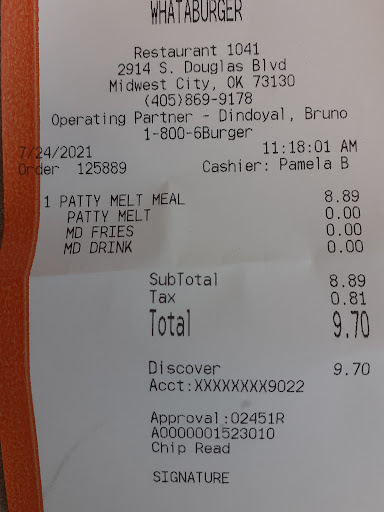 WHATABURGER
Restaurant 1041
2914 S. Douglas Blvd
Midwest City, OK 73130
(405)869-9178
Operating Partner - Dindoyal, Bruno
1-800-6Burger
7/24/2021 11:18:01 AM
Order 125889 Cashier: Pamela B
1 PATTY MELT MEAL 8.89
PATTY MELT 0.00
MD FRIES 0.00
MD DRINK 0.00
SubTotal 8.89
Tax 0.81
Total 9.70
Discover 9.70
Acct:XXXXXXXX9022
Approval:02451R
A0000001523010
Chip Read
SIGNATURE